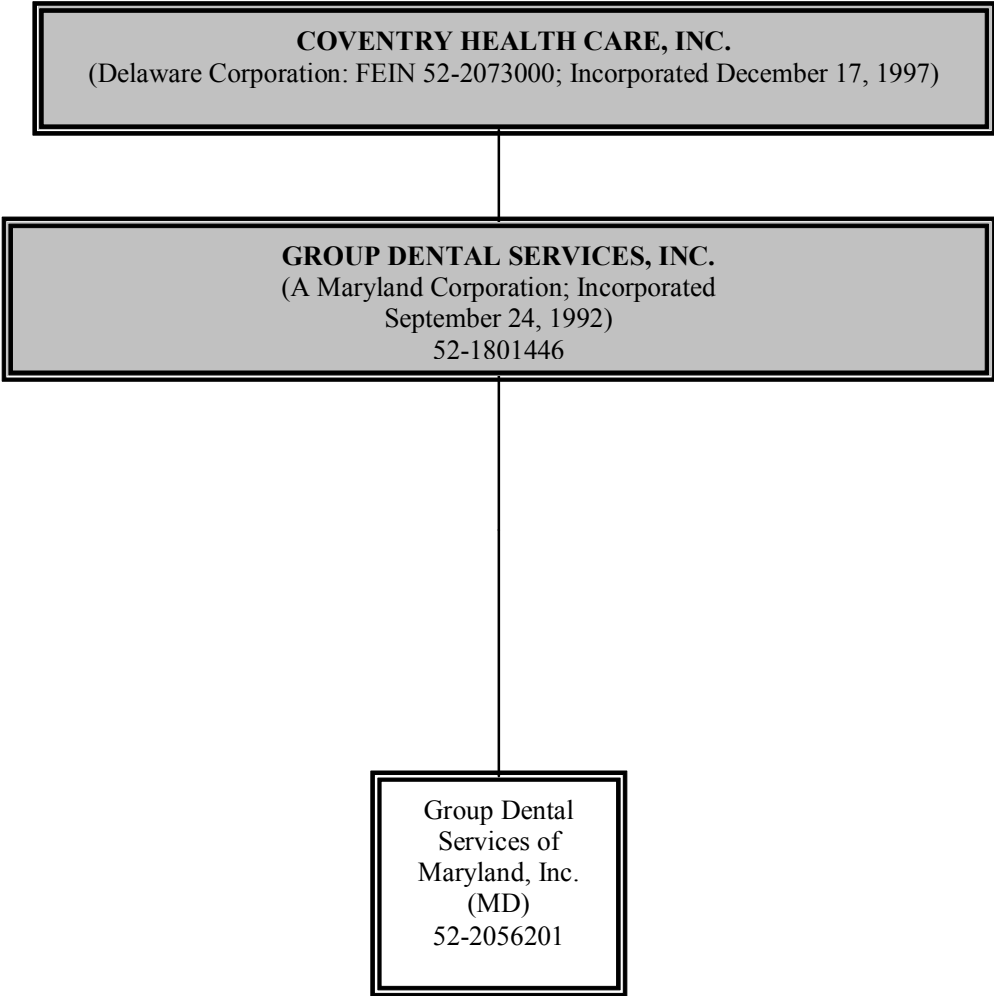 COVENTRY HEALTH CARE, INC.
(Delaware Corporation: FEIN 52-2073000; Incorporated December 17, 1997)
GROUP DENTAL SERVICES, INC.
(A Maryland Corporation; Incorporated
September 24, 1992)
52-1801446
Group Dental
Services of
Maryland, Inc.
(MD)
52-2056201